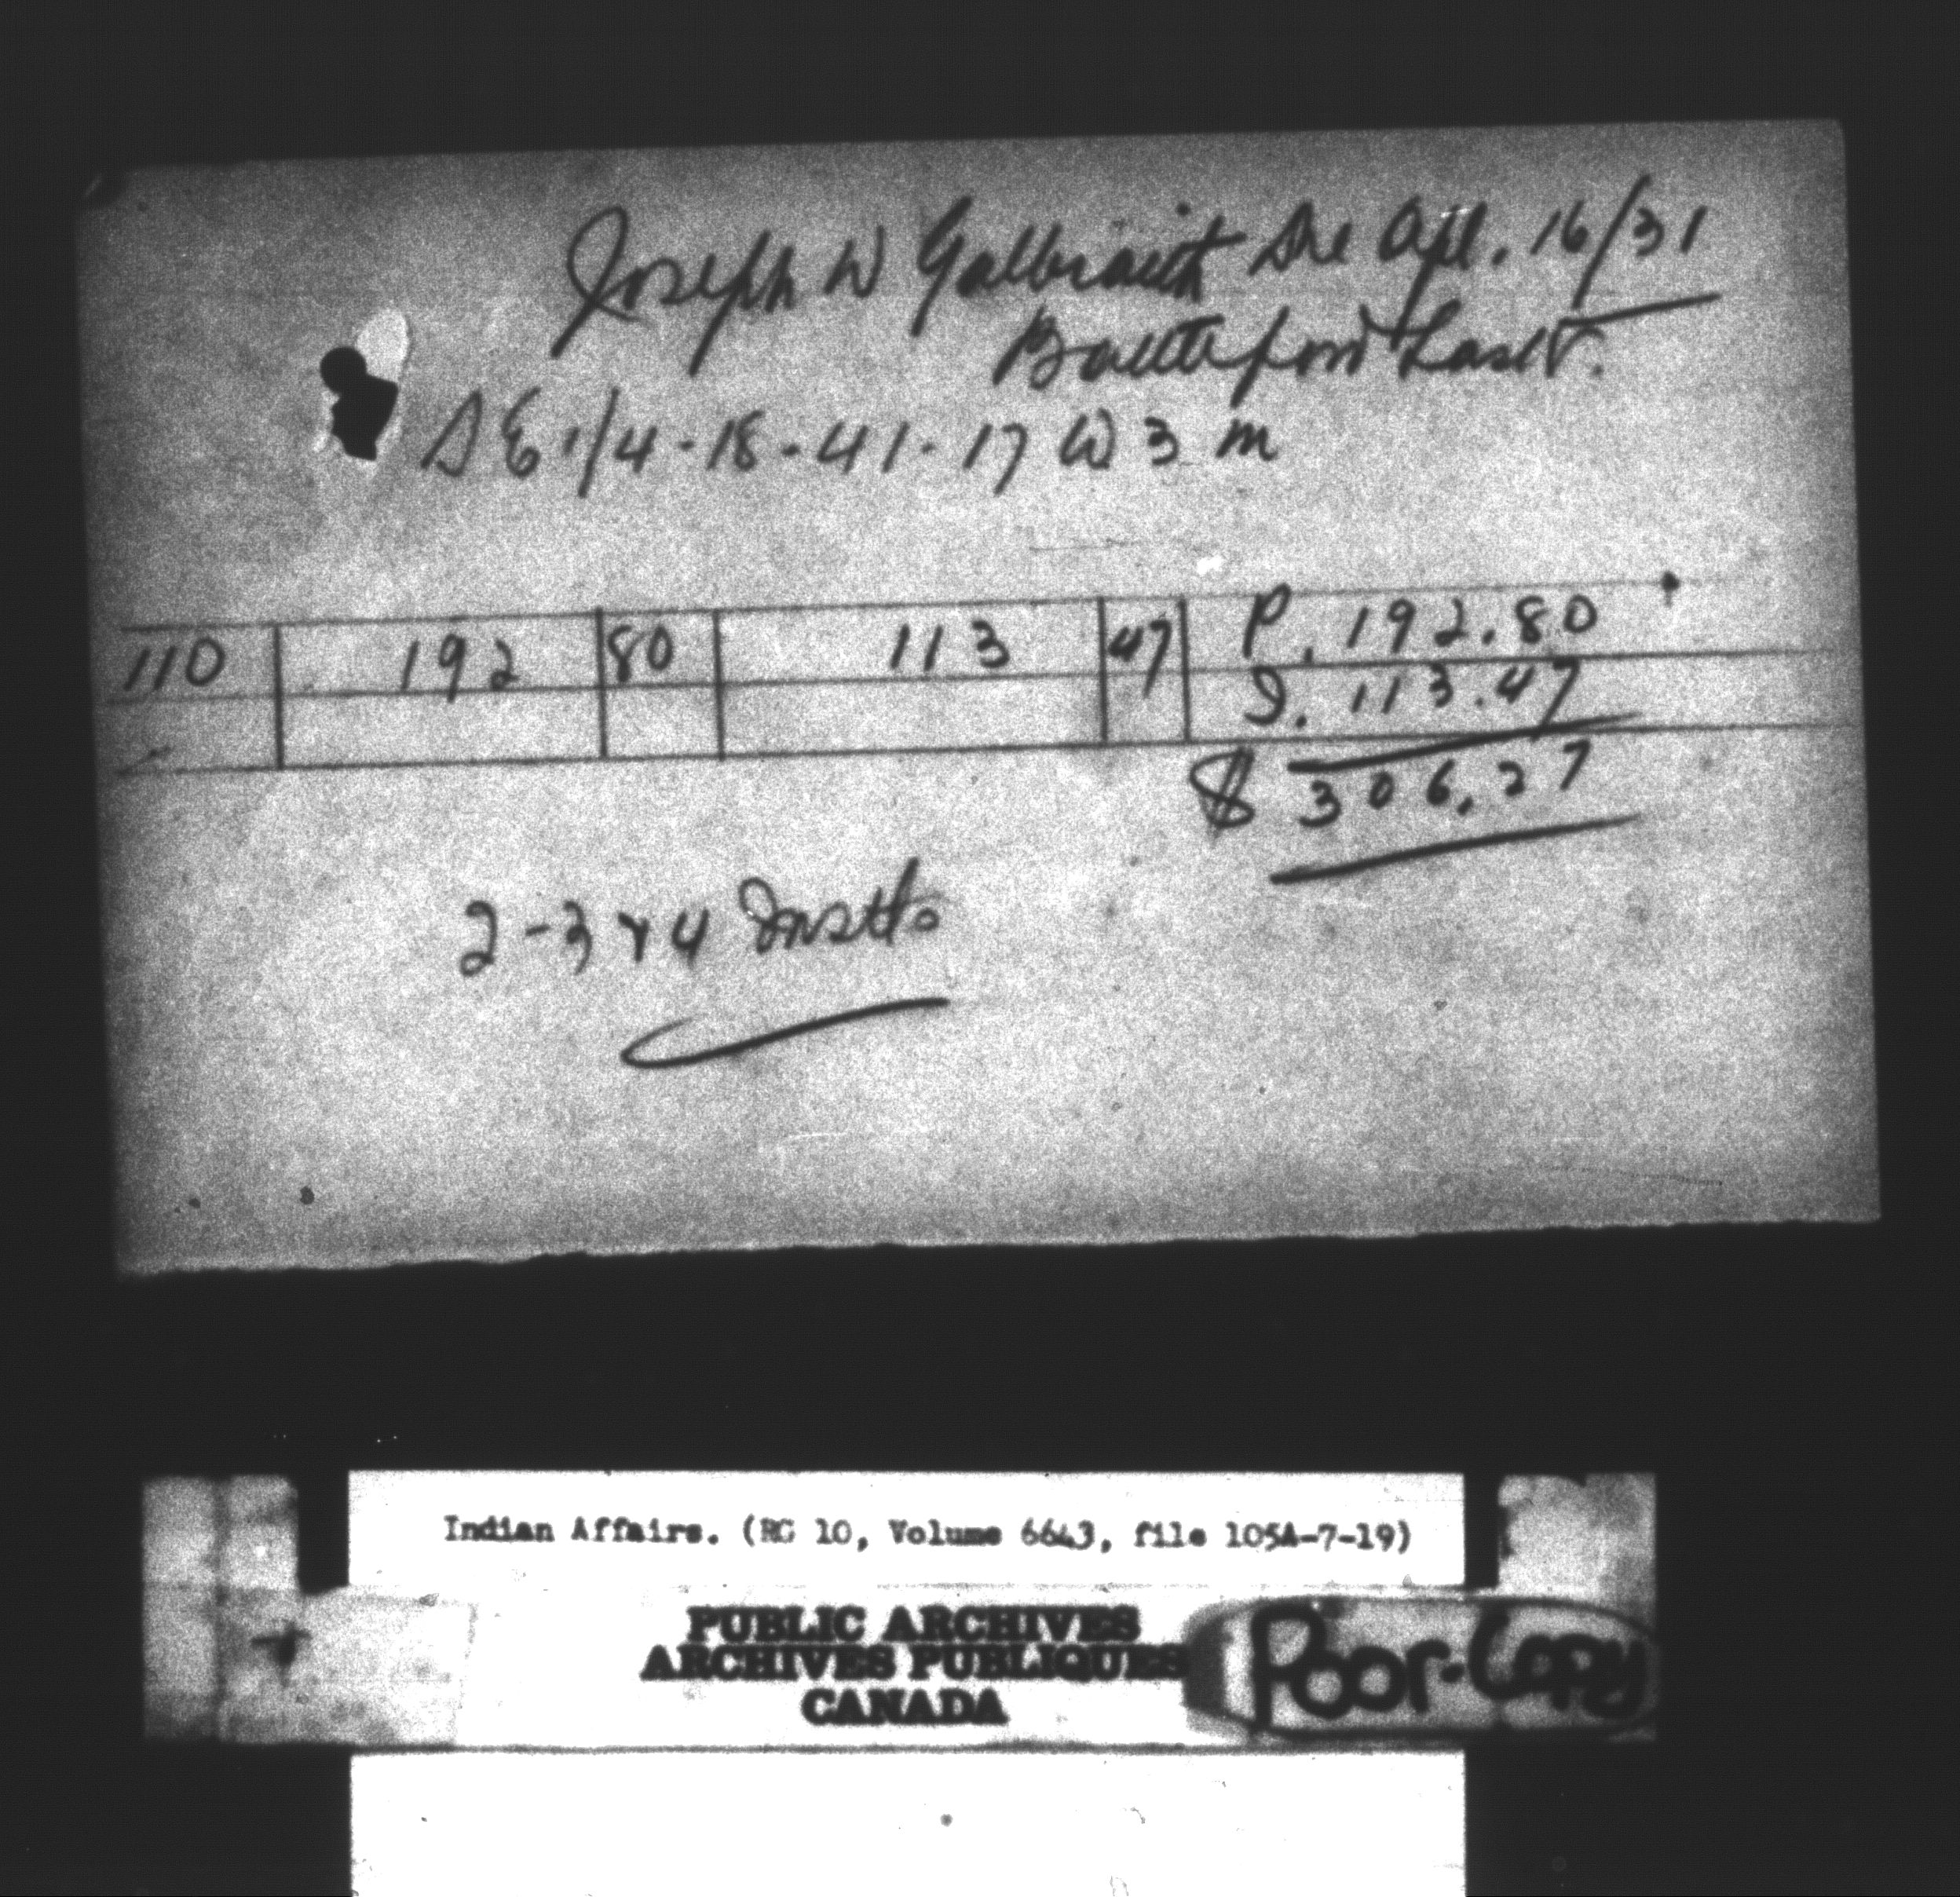 Joseph W Galbraith Due Apl. 16/31
Battleford Sask.
S E 1/4 - 18 - 41 - 17 W 3 M
110 192 80 113 47 P. 192.80
I. 113.47
$ 306.27
2-3 & 4 Instts
Indian Affairs. (RG 10, Volume 6643, file 105A-7-19)
PUBLIC ARCHIVES
ARCHIVES PUBLIQUES
CANADA
Poor-Copy